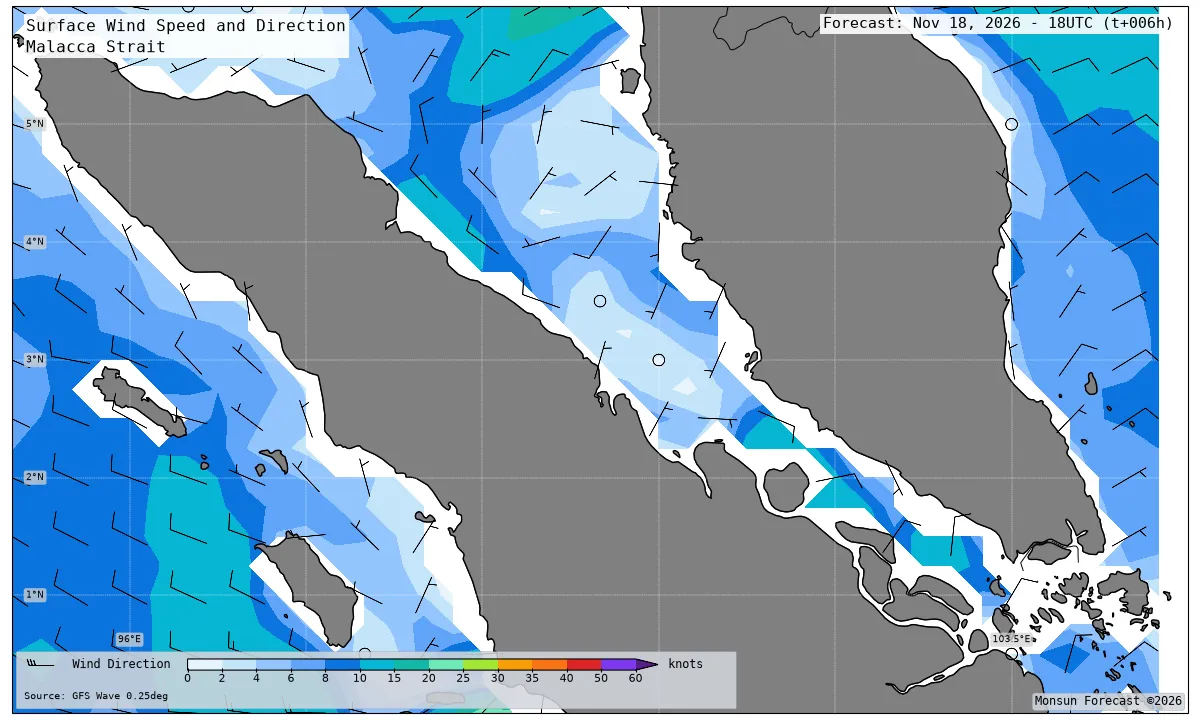 Surface Wind Speed and Direction
Malacca Strait
Forecast: Nov 18, 2026 - 18UTC (t+006h)
5°N
4°N
3°N
2°N
1°N
96°E
103.5°E
Wind Direction
0 2 4 6 8 10 12 15 20 25 30 35 40 50 60
knots
Source: GFS Wave 0.25deg
Monsun Forecast ©2026